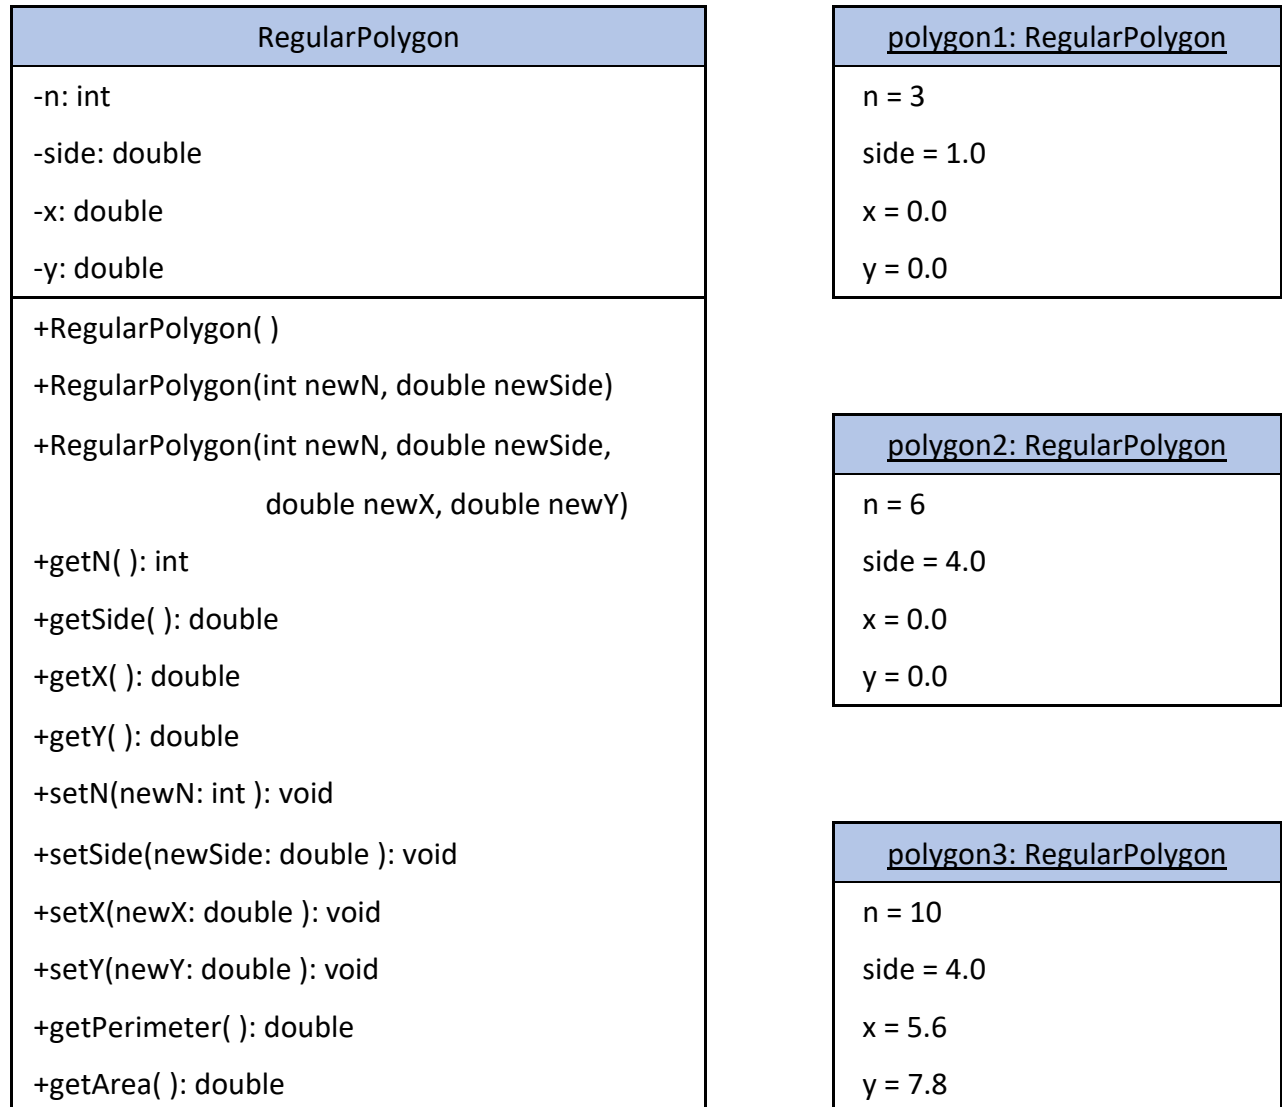 RegularPolygon
-n: int
-side: double
-x: double
-y: double
+RegularPolygon( )
+RegularPolygon(int newN, double newSide)
+RegularPolygon(int newN, double newSide,
double newX, double newY)
+getN( ): int
+getSide( ): double
+getX( ): double
+getY( ): double
+setN(newN: int ): void
+setSide(newSide: double ): void
+setX(newX: double ): void
+setY(newY: double ): void
+getPerimeter( ): double
+getArea( ): double
polygon1: RegularPolygon
n = 3
side = 1.0
x = 0.0
y = 0.0
polygon2: RegularPolygon
n = 6
side = 4.0
x = 0.0
y = 0.0
polygon3: RegularPolygon
n = 10
side = 4.0
x = 5.6
y = 7.8